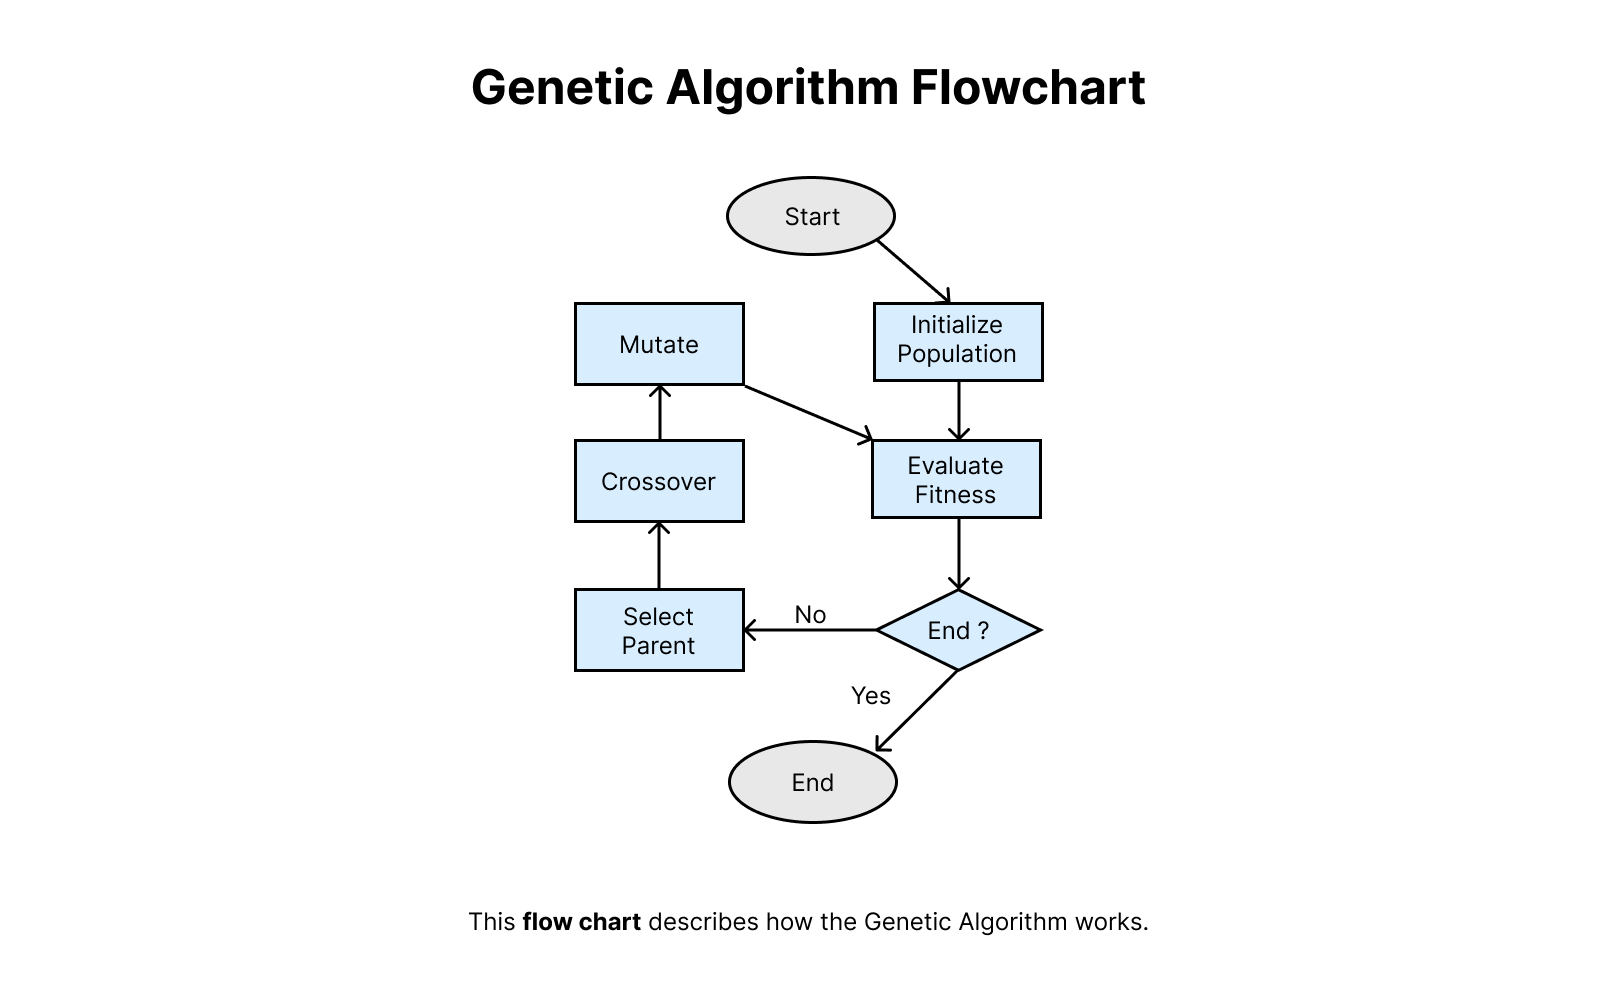 Genetic Algorithm Flowchart
Start
Initialize
Population
Mutate
Evaluate
Fitness
Crossover
Select
Parent
No
End ?
Yes
End
This flow chart describes how the Genetic Algorithm works.